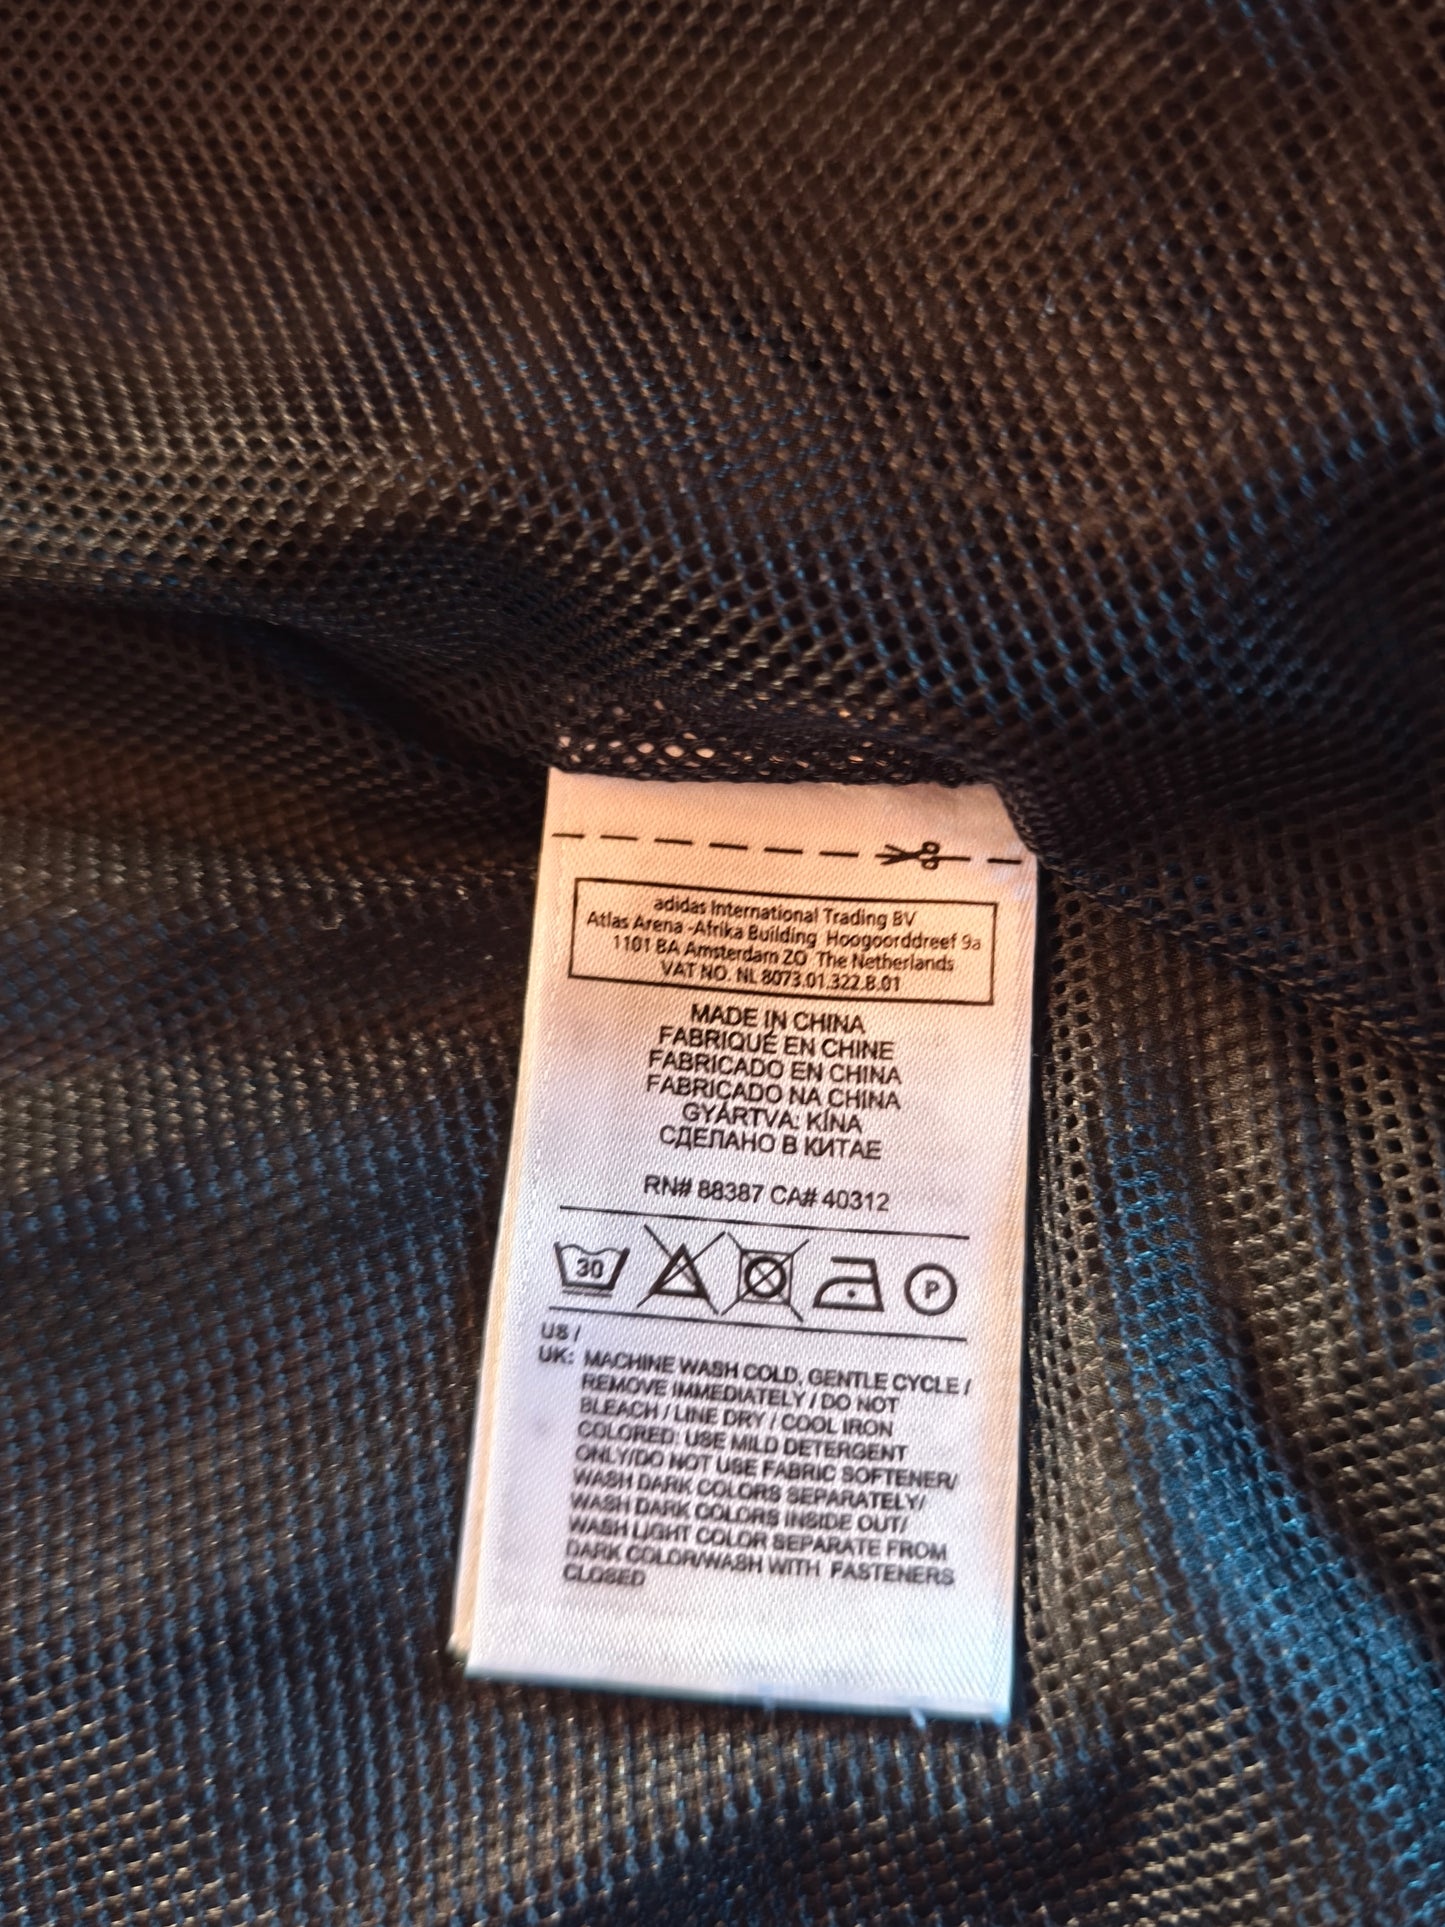 adidas International Trading BV
Atlas Arena -Afrika Building Hoogoorddreef 9a
1101 BA Amsterdam ZO The Netherlands
VAT NO. NL 8073.01.322.B.01
MADE IN CHINA
FABRIQUÉ EN CHINE
FABRICADO EN CHINA
FABRICADO NA CHINA
GYÁRTVA: KÍNA
СДЕЛАНО В КИТАЕ
RN# 88387 CA# 40312
30 P
US /
UK: MACHINE WASH COLD, GENTLE CYCLE /
REMOVE IMMEDIATELY / DO NOT
BLEACH / LINE DRY / COOL IRON
COLORED: USE MILD DETERGENT
ONLY/DO NOT USE FABRIC SOFTENER/
WASH DARK COLORS SEPARATELY/
WASH DARK COLORS INSIDE OUT/
WASH LIGHT COLOR SEPARATE FROM
DARK COLOR/WASH WITH FASTENERS
CLOSED